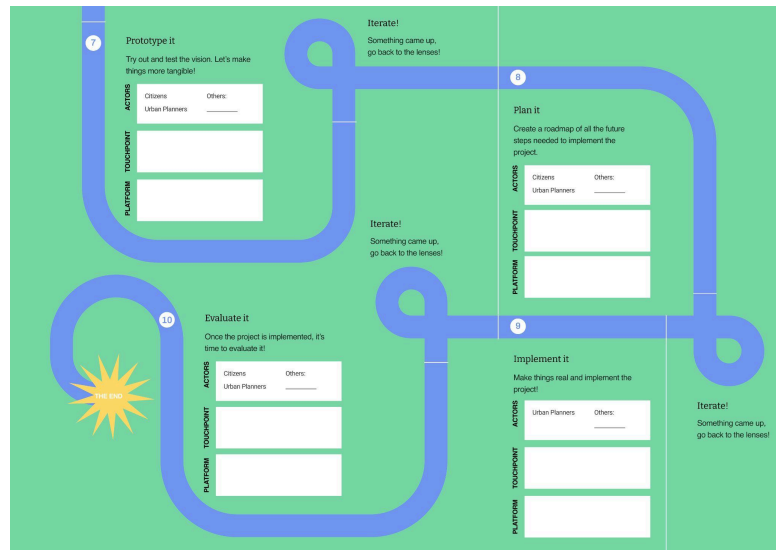 7
Prototype it
Try out and test the vision. Let's make
things more tangible!
ACTORS
Citizens
Others:
Urban Planners
__________
TOUCHPOINT
PLATFORM
Iterate!
Something came up,
go back to the lenses!
8
Plan it
Create a roadmap of all the future
steps needed to implement the
project.
ACTORS
Citizens
Others:
Urban Planners
__________
TOUCHPOINT
PLATFORM
Iterate!
Something came up,
go back to the lenses!
9
Implement it
Make things real and implement the
project!
ACTORS
Urban Planners
Others:
__________
TOUCHPOINT
PLATFORM
Iterate!
Something came up,
go back to the lenses!
10
Evaluate it
Once the project is implemented, it's
time to evaluate it!
ACTORS
Citizens
Others:
Urban Planners
__________
TOUCHPOINT
PLATFORM
THE END